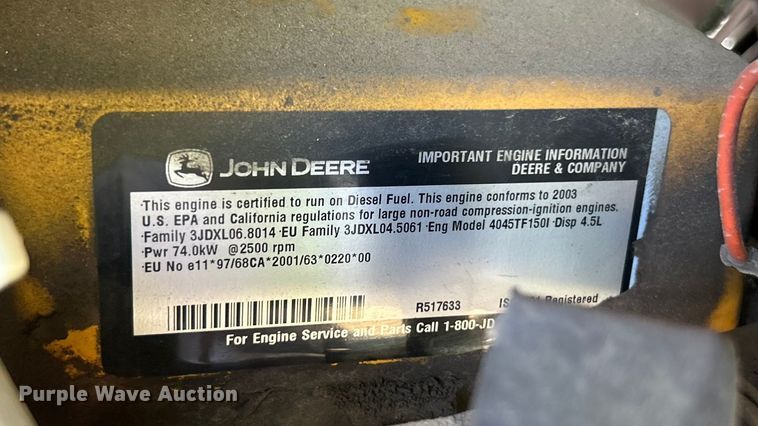 JOHN DEERE
IMPORTANT ENGINE INFORMATION
DEERE & COMPANY
·This engine is certified to run on Diesel Fuel. This engine conforms to 2003
U.S. EPA and California regulations for large non-road compression-ignition engines.
·Family 3JDXL06.8014 ·EU Family 3JDXL04.5061 ·Eng Model 4045TF150I ·Disp 4.5L
·Pwr 74.0kW @2500 rpm
·EU No e11*97/68CA*2001/63*0220*00
R517633 Registered
For Engine Service and Parts Call 1-800-JD
Purple Wave Auction